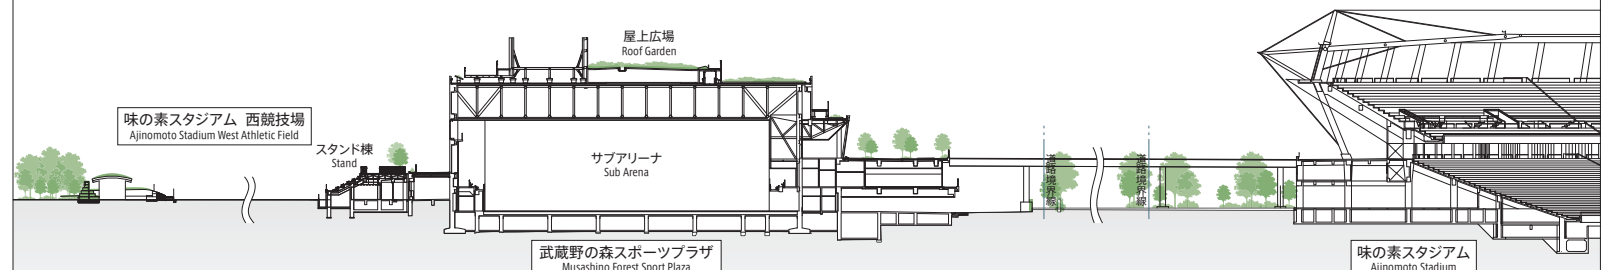 屋上広場
Roof Garden
味の素スタジアム 西競技場
Ajinomoto Stadium West Athletic Field
スタンド棟
Stand
サブアリーナ
Sub Arena
道路境界線
道路境界線
武蔵野の森スポーツプラザ
Musashino Forest Sport Plaza
味の素スタジアム
Ajinomoto Stadium